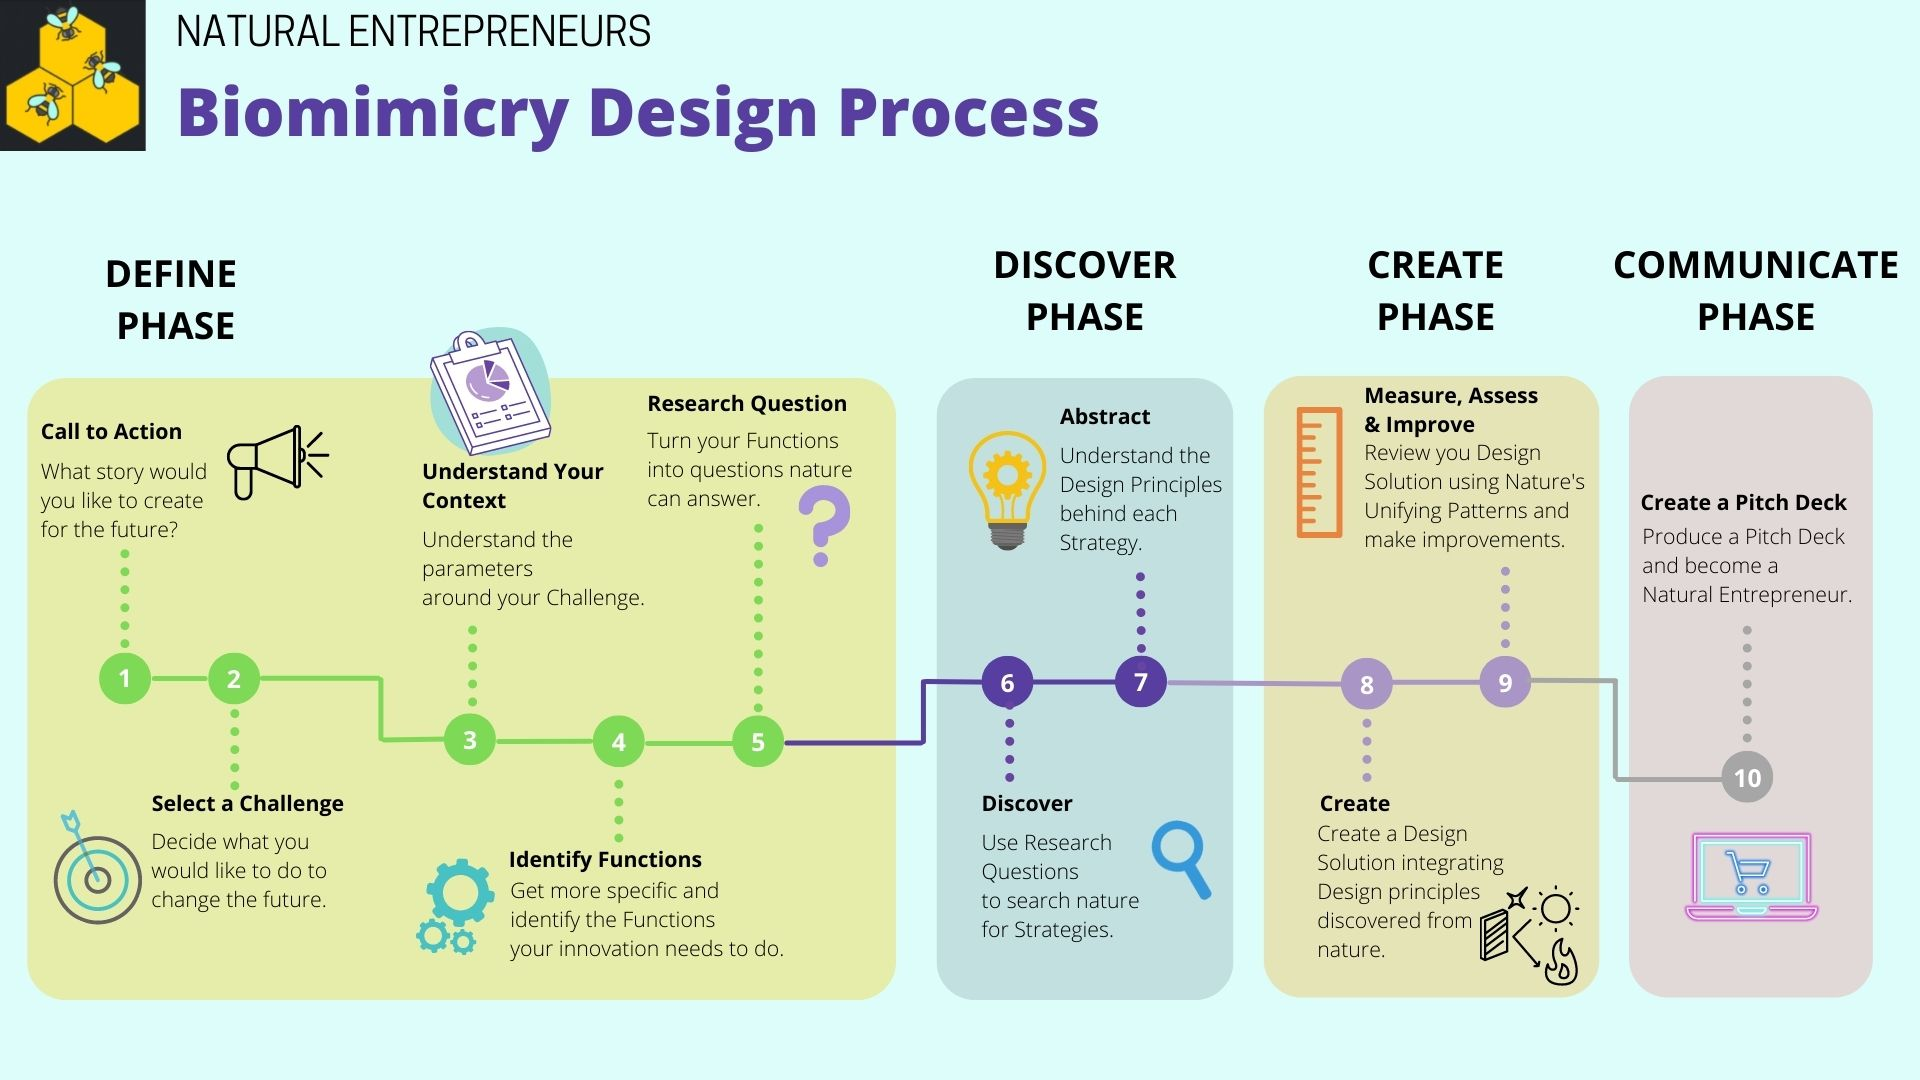 NATURAL ENTREPRENEURS
Biomimicry Design Process
DEFINE
PHASE
Call to Action
What story would
you like to create
for the future?
1
2
Select a Challenge
Decide what you
would like to do to
change the future.
Understand Your
Context
Understand the
parameters
around your Challenge.
3
4
Identify Functions
Get more specific and
identify the Functions
your innovation needs to do.
Research Question
Turn your Functions
into questions nature
can answer.
5
DISCOVER
PHASE
6
Discover
Use Research
Questions
to search nature
for Strategies.
Abstract
Understand the
Design Principles
behind each
Strategy.
7
CREATE
PHASE
8
Create
Create a Design
Solution integrating
Design principles
discovered from
nature.
Measure, Assess
& Improve
Review you Design
Solution using Nature's
Unifying Patterns and
make improvements.
9
COMMUNICATE
PHASE
Create a Pitch Deck
Produce a Pitch Deck
and become a
Natural Entrepreneur.
10